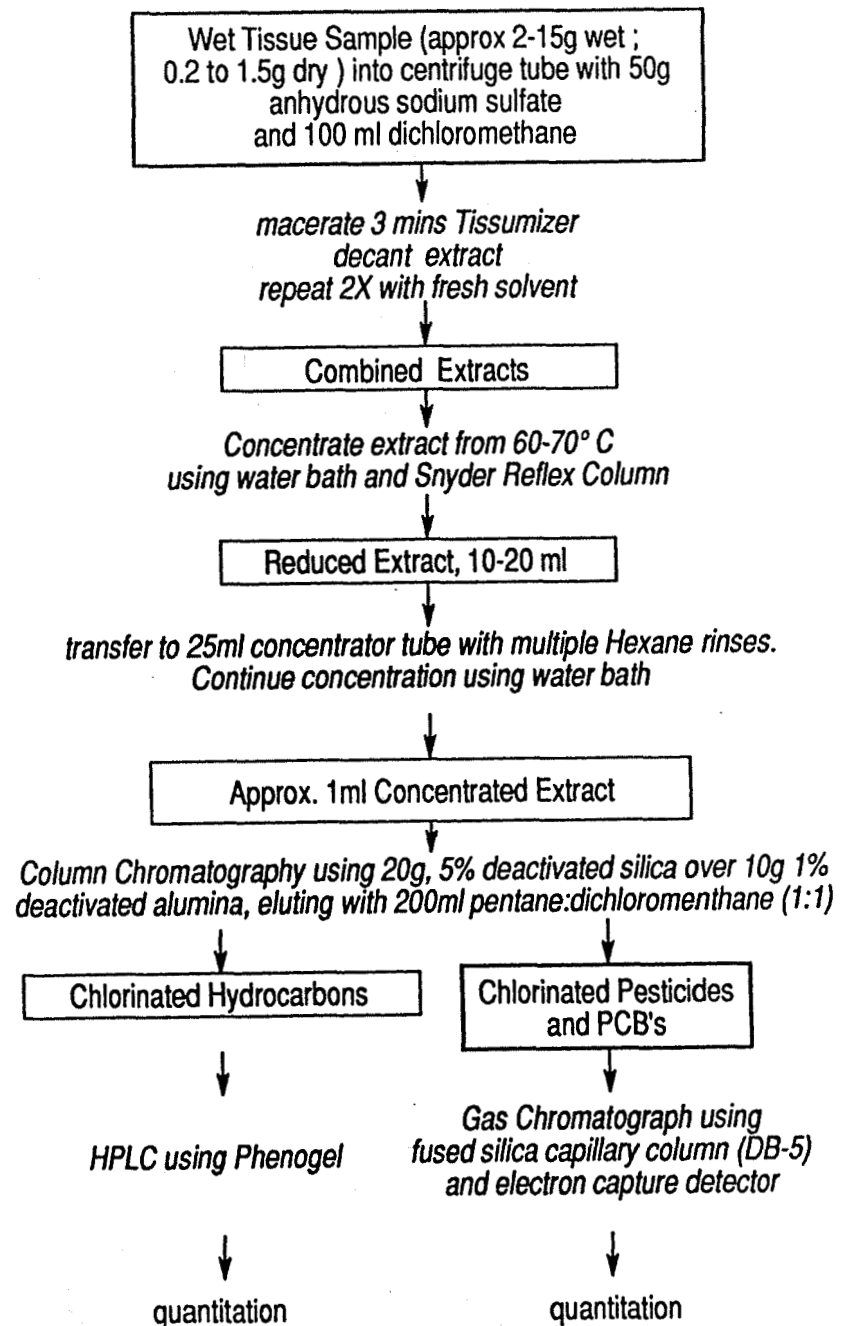 Wet Tissue Sample (approx 2-15g wet ;
0.2 to 1.5g dry ) into centrifuge tube with 50g
anhydrous sodium sulfate
and 100 ml dichloromethane
macerate 3 mins Tissumizer
decant extract
repeat 2X with fresh solvent
Combined Extracts
Concentrate extract from 60-70° C
using water bath and Snyder Reflex Column
Reduced Extract, 10-20 ml
transfer to 25ml concentrator tube with multiple Hexane rinses.
Continue concentration using water bath
Approx. 1ml Concentrated Extract
Column Chromatography using 20g, 5% deactivated silica over 10g 1%
deactivated alumina, eluting with 200ml pentane:dichloromenthane (1:1)
Chlorinated Hydrocarbons
HPLC using Phenogel
quantitation
Chlorinated Pesticides
and PCB's
Gas Chromatograph using
fused silica capillary column (DB-5)
and electron capture detector
quantitation